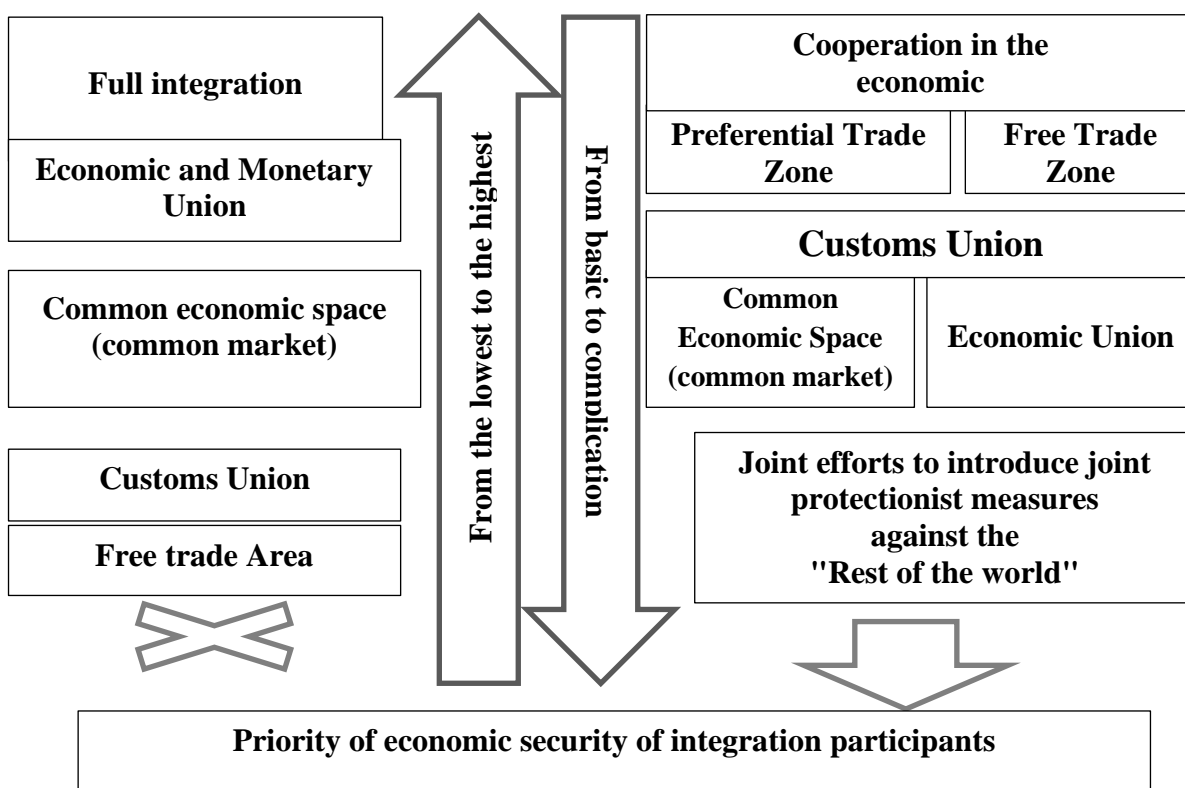 Full integration
Economic and Monetary
Union
Common economic space
(common market)
Customs Union
Free trade Area
From the lowest to the highest
From basic to complication
Cooperation in the
economic
Preferential Trade
Zone
Free Trade
Zone
Customs Union
Common
Economic Space
(common market)
Economic Union
Joint efforts to introduce joint
protectionist measures
against the
"Rest of the world"
Priority of economic security of integration participants